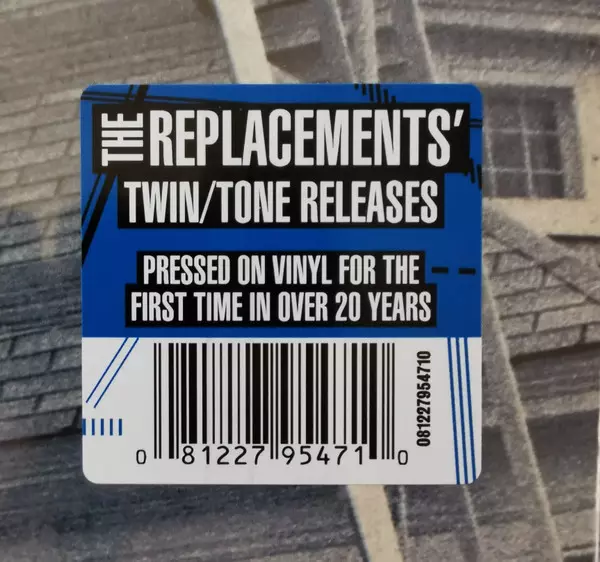 THE REPLACEMENTS'
TWIN/TONE RELEASES
PRESSED ON VINYL FOR THE
FIRST TIME IN OVER 20 YEARS
0 81227 95471 0
081227954710